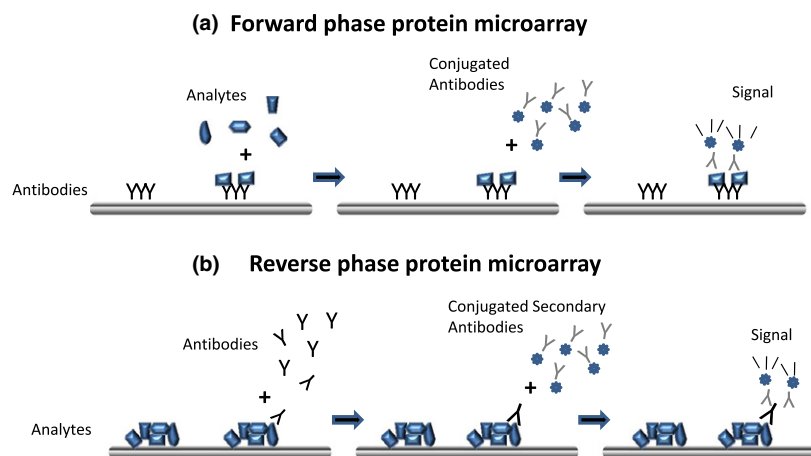 (a) Forward phase protein microarray
Conjugated
Antibodies
Analytes
Signal
+
+
Antibodies
(b) Reverse phase protein microarray
Conjugated Secondary
Antibodies
Antibodies
Signal
+
+
Analytes